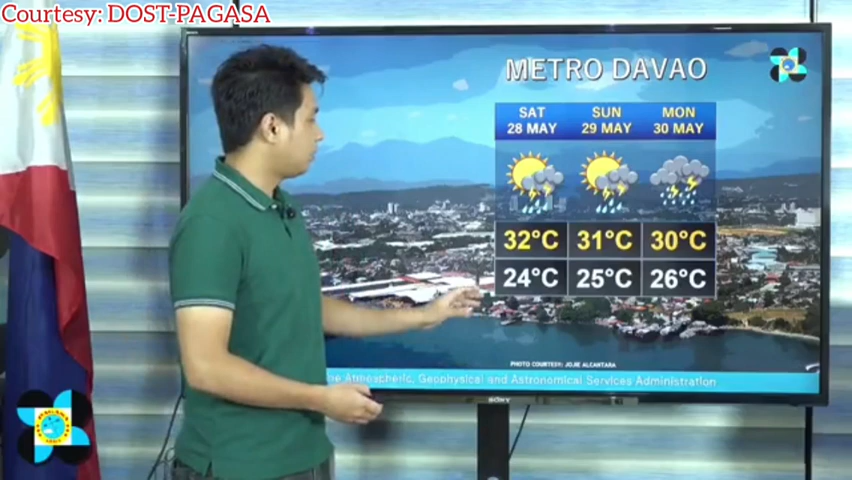 Courtesy: DOST-PAGASA
METRO DAVAO
SAT SUN MON
28 MAY 29 MAY 30 MAY
32°C 31°C 30°C
24°C 25°C 26°C
PHOTO COURTESY: JOJIE ALCANTARA
Atmospheric, Geophysical and Astronomical Services Administration
SONY